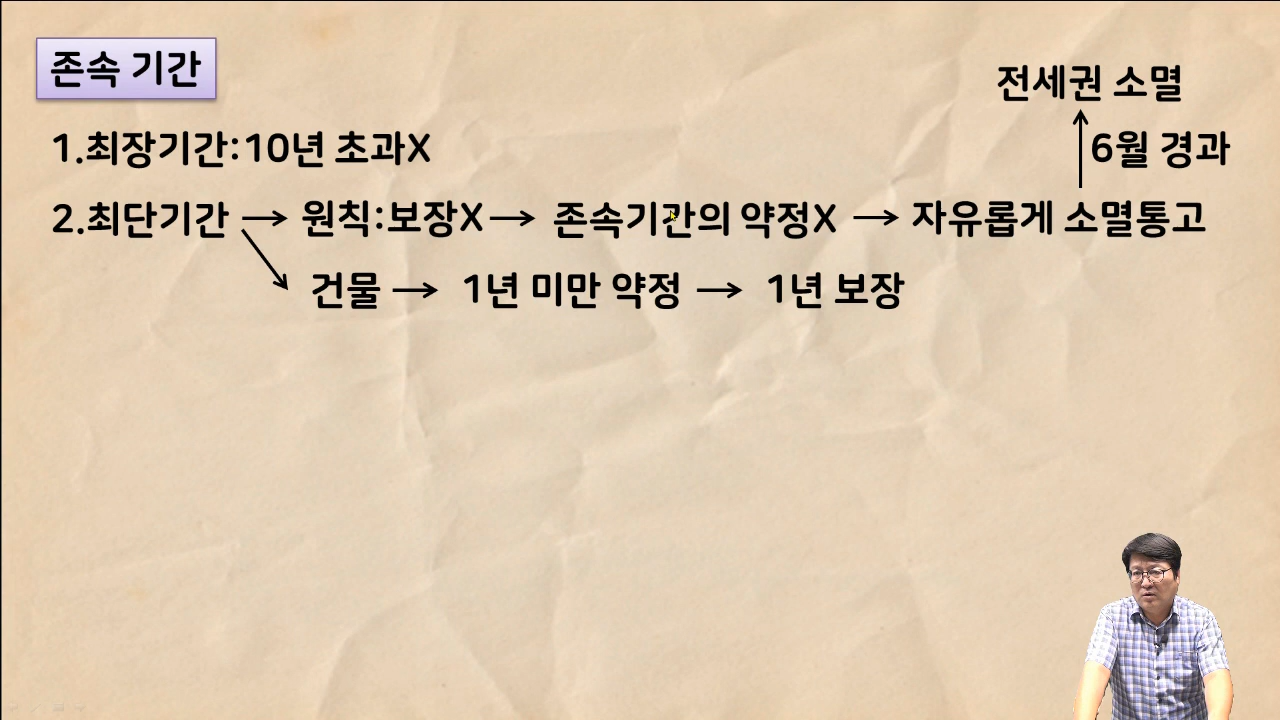 존속 기간
전세권 소멸
1.최장기간:10년 초과X
6월 경과
2.최단기간 → 원칙:보장X → 존속기간의 약정X → 자유롭게 소멸통고
건물 → 1년 미만 약정 → 1년 보장